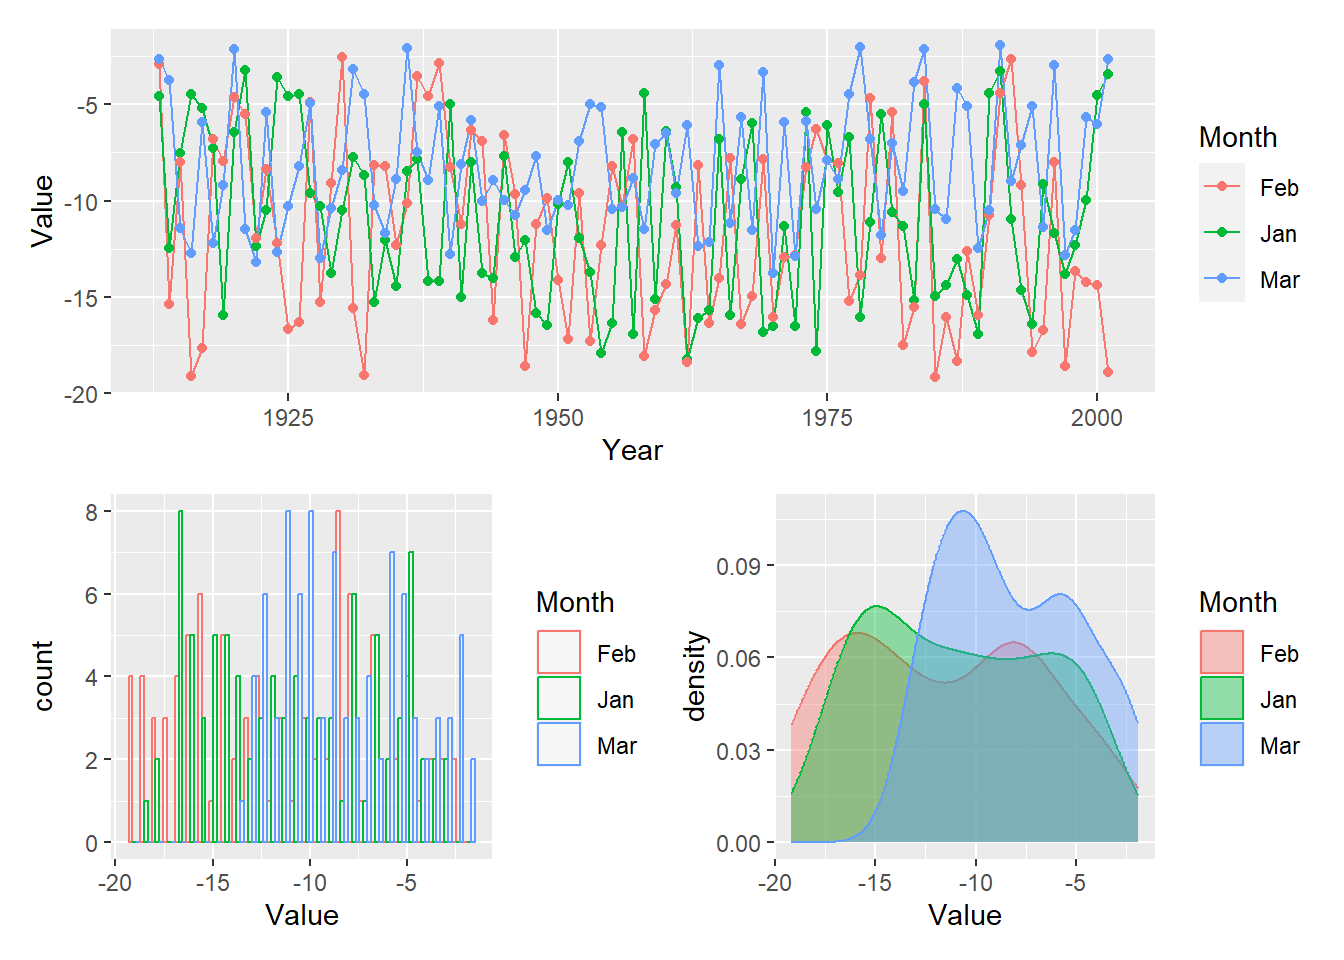 Value
-5
-10
-15
-20
1925 1950 1975 2000
Year
Month
Feb
Jan
Mar
count
8
6
4
2
0
-20 -15 -10 -5
Value
Month
Feb
Jan
Mar
density
0.09
0.06
0.03
0.00
-20 -15 -10 -5
Value
Month
Feb
Jan
Mar